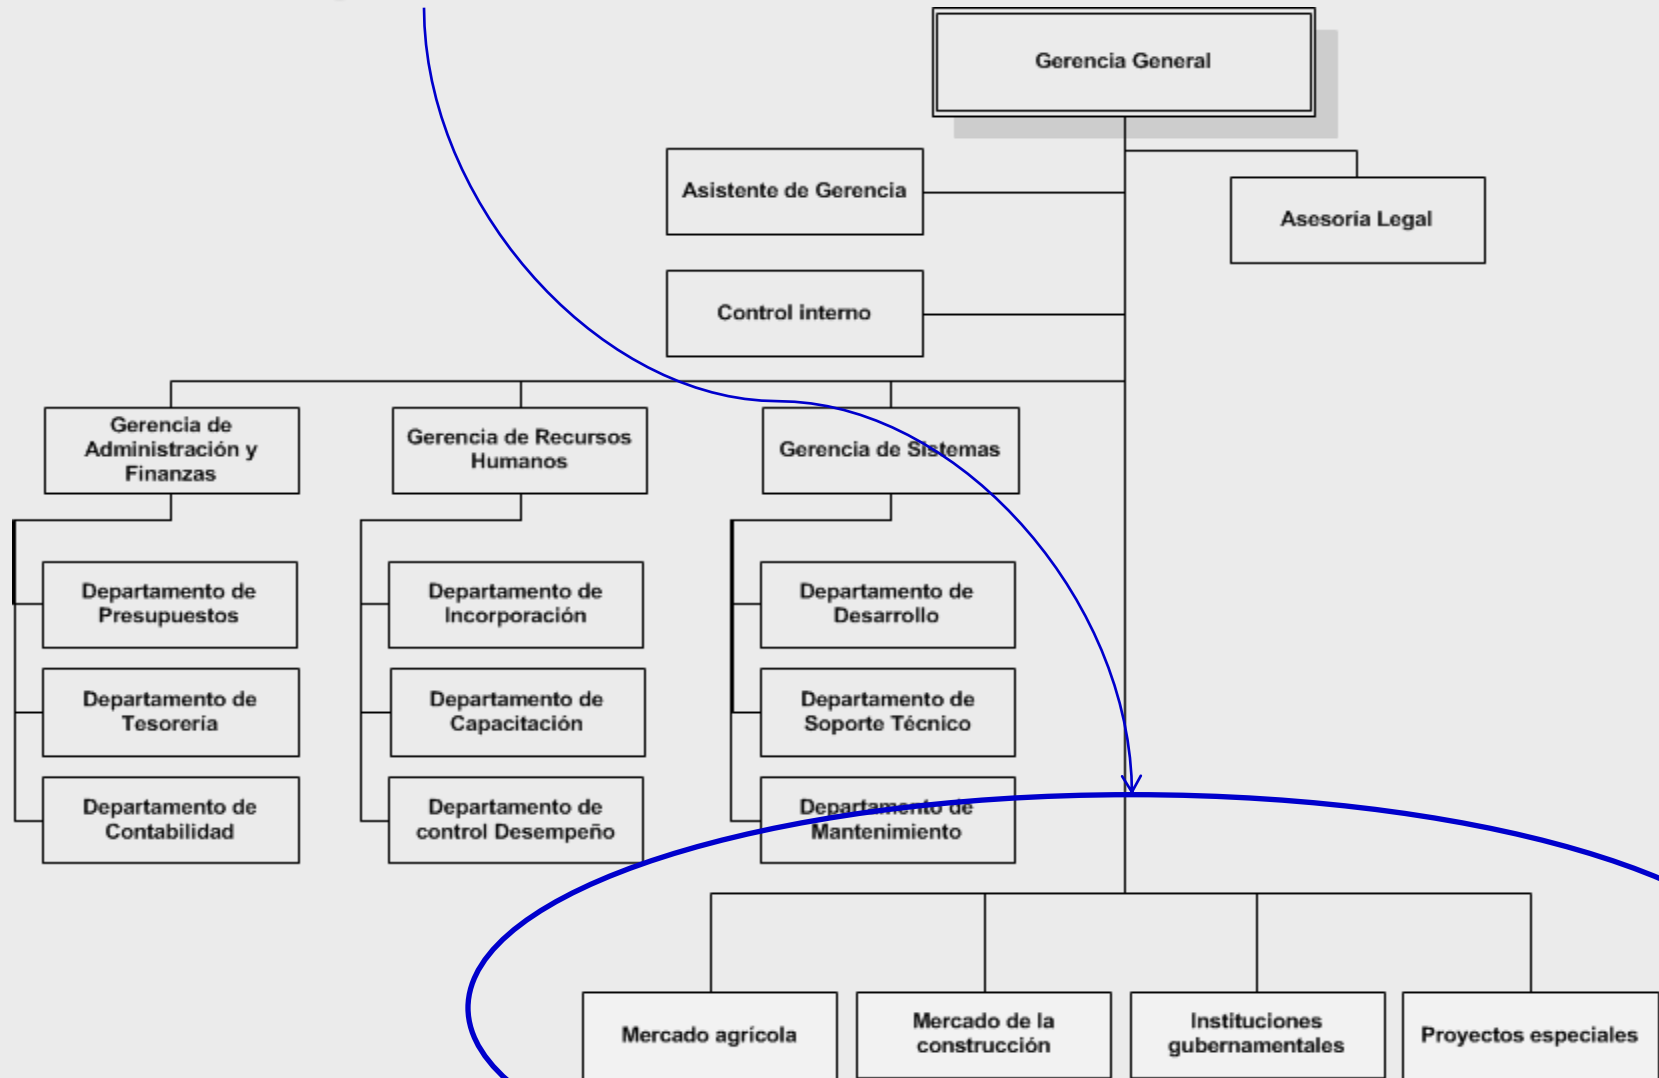 Gerencia General
Asistente de Gerencia
Asesoría Legal
Control interno
Gerencia de
Administración y
Finanzas
Gerencia de Recursos
Humanos
Gerencia de Sistemas
Departamento de
Presupuestos
Departamento de
Incorporación
Departamento de
Desarrollo
Departamento de
Tesorería
Departamento de
Capacitación
Departamento de
Soporte Técnico
Departamento de
Contabilidad
Departamento de
control Desempeño
Departamento de
Mantenimiento
Mercado agrícola
Mercado de la
construcción
Instituciones
gubernamentales
Proyectos especiales